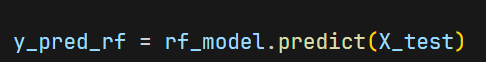 y_pred_rf = rf_model.predict(X_test)